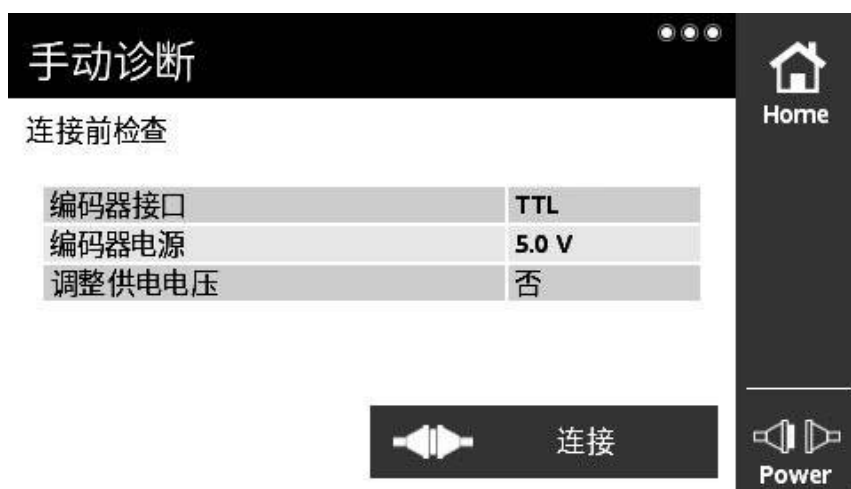 手动诊断
Home
连接前检查
编码器接口 TTL
编码器电源 5.0 V
调整供电电压 否
连接
Power